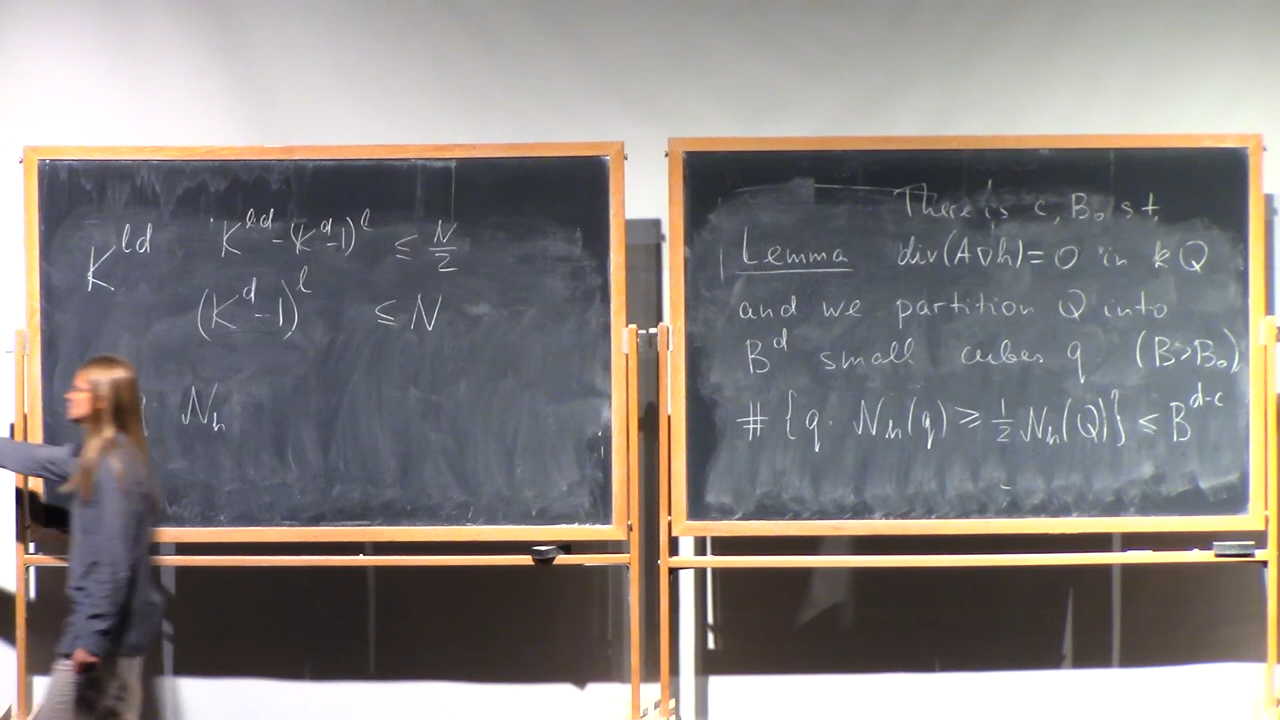 K^{ld} K^{ld} - (K^d - 1)^l ≤ N/2
(K^d - 1)^l ≤ N
N_h
There is c, B_0 s t,
Lemma div(A∇h) = 0 in kQ
and we partition Q into
B^d small cubes q (B>B_0)
# {q · N_h(q) ≥ 1/2 N_h(Q)} ≤ B^{d-c}